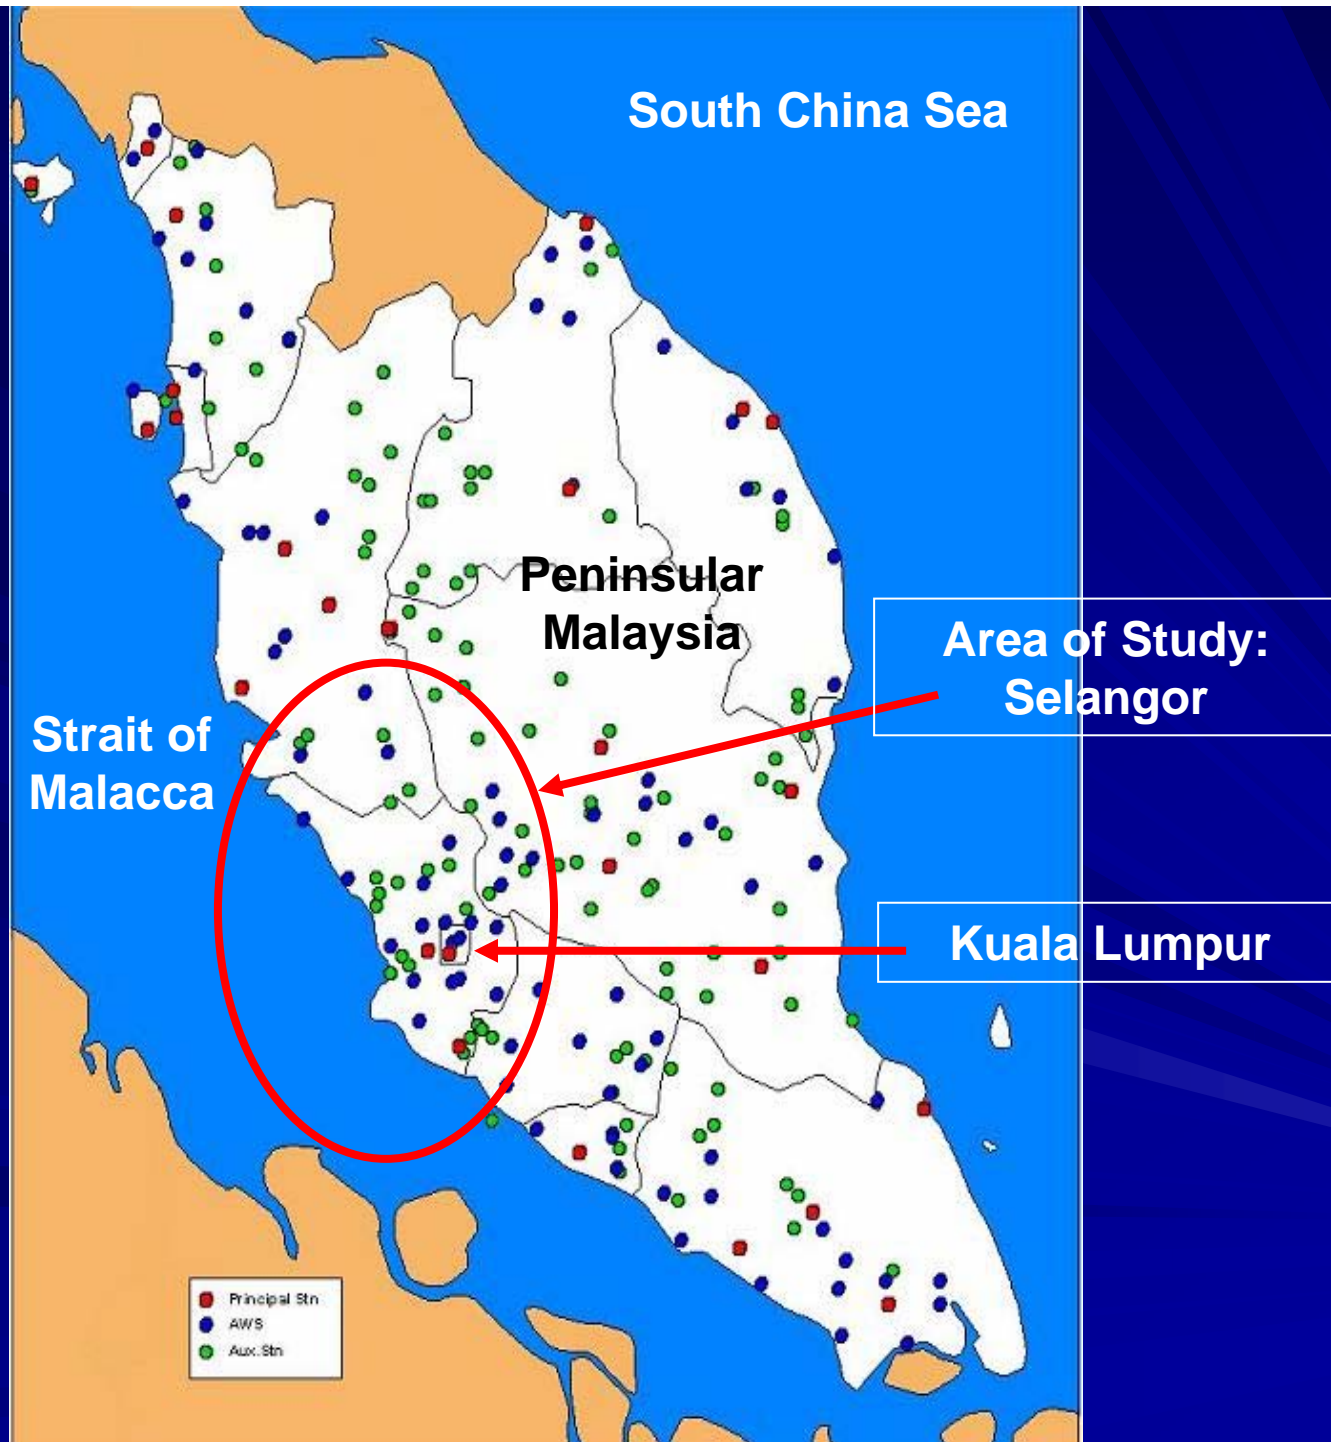 South China Sea
Peninsular
Malaysia
Area of Study:
Selangor
Strait of
Malacca
Kuala Lumpur
Principal Stn
AWS
Aux.Stn